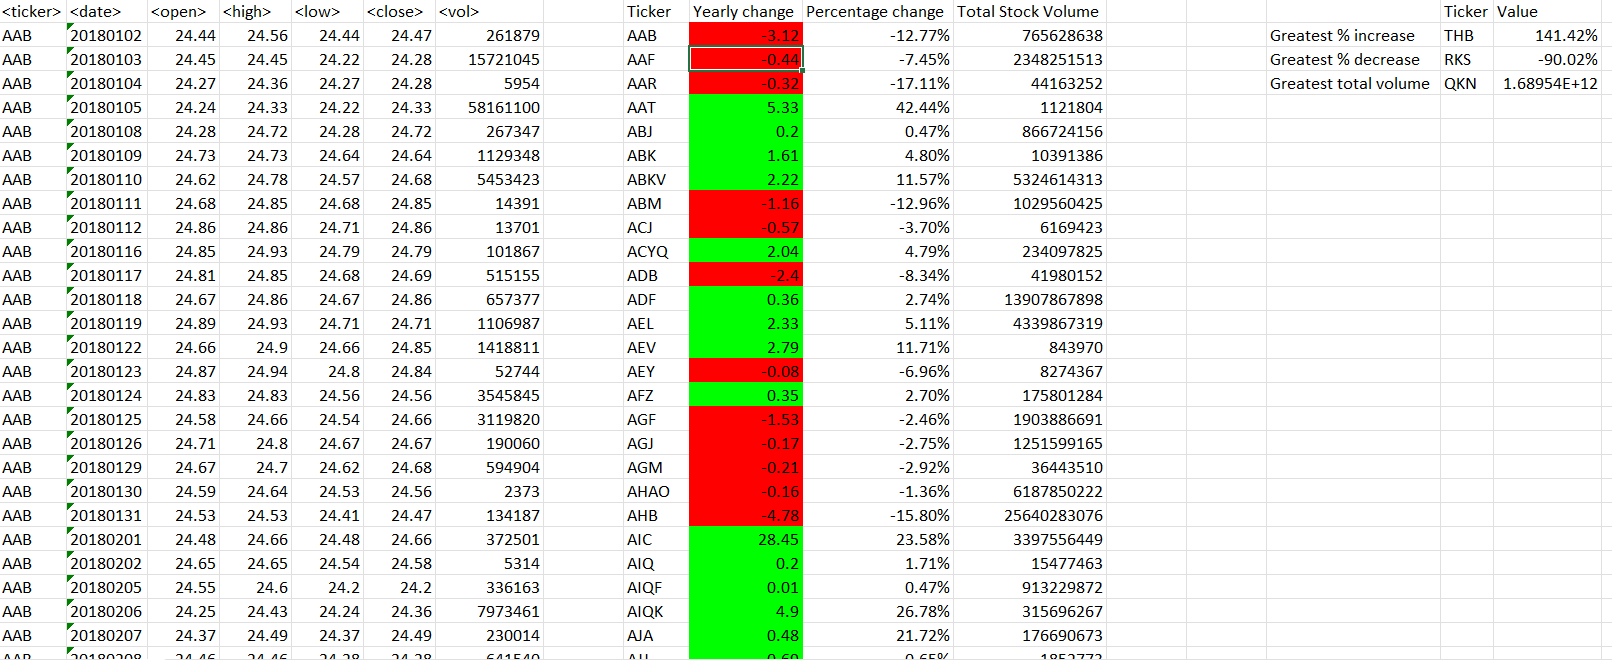 <ticker> <date> <open> <high> <low> <close> <vol> Ticker Yearly change Percentage change Total Stock Volume Ticker Value
AAB 20180102 24.44 24.56 24.44 24.47 261879 AAB -3.12 -12.77% 765628638 Greatest % increase THB 141.42%
AAB 20180103 24.45 24.45 24.22 24.28 15721045 AAF -0.44 -7.45% 2348251513 Greatest % decrease RKS -90.02%
AAB 20180104 24.27 24.36 24.27 24.28 5954 AAR -0.32 -17.11% 44163252 Greatest total volume QKN 1.68954E+12
AAB 20180105 24.24 24.33 24.22 24.33 58161100 AAT 5.33 42.44% 1121804
AAB 20180108 24.28 24.72 24.28 24.72 267347 ABJ 0.2 0.47% 866724156
AAB 20180109 24.73 24.73 24.64 24.64 1129348 ABK 1.61 4.80% 10391386
AAB 20180110 24.62 24.78 24.57 24.68 5453423 ABKV 2.22 11.57% 5324614313
AAB 20180111 24.68 24.85 24.68 24.85 14391 ABM -1.16 -12.96% 1029560425
AAB 20180112 24.86 24.86 24.71 24.86 13701 ACJ -0.57 -3.70% 6169423
AAB 20180116 24.85 24.93 24.79 24.79 101867 ACYQ 2.04 4.79% 234097825
AAB 20180117 24.81 24.85 24.68 24.69 515155 ADB -2.4 -8.34% 41980152
AAB 20180118 24.67 24.86 24.67 24.86 657377 ADF 0.36 2.74% 13907867898
AAB 20180119 24.89 24.93 24.71 24.71 1106987 AEL 2.33 5.11% 4339867319
AAB 20180122 24.66 24.9 24.66 24.85 1418811 AEV 2.79 11.71% 843970
AAB 20180123 24.87 24.94 24.8 24.84 52744 AEY -0.08 -6.96% 8274367
AAB 20180124 24.83 24.83 24.56 24.56 3545845 AFZ 0.35 2.70% 175801284
AAB 20180125 24.58 24.66 24.54 24.66 3119820 AGF -1.53 -2.46% 1903886691
AAB 20180126 24.71 24.8 24.67 24.67 190060 AGJ -0.17 -2.75% 1251599165
AAB 20180129 24.67 24.7 24.62 24.68 594904 AGM -0.21 -2.92% 36443510
AAB 20180130 24.59 24.64 24.53 24.56 2373 AHAO -0.16 -1.36% 6187850222
AAB 20180131 24.53 24.53 24.41 24.47 134187 AHB -4.78 -15.80% 25640283076
AAB 20180201 24.48 24.66 24.48 24.66 372501 AIC 28.45 23.58% 3397556449
AAB 20180202 24.65 24.65 24.54 24.58 5314 AIQ 0.2 1.71% 15477463
AAB 20180205 24.55 24.6 24.2 24.2 336163 AIQF 0.01 0.47% 913229872
AAB 20180206 24.25 24.43 24.24 24.36 7973461 AIQK 4.9 26.78% 315696267
AAB 20180207 24.37 24.49 24.37 24.49 230014 AJA 0.48 21.72% 176690673